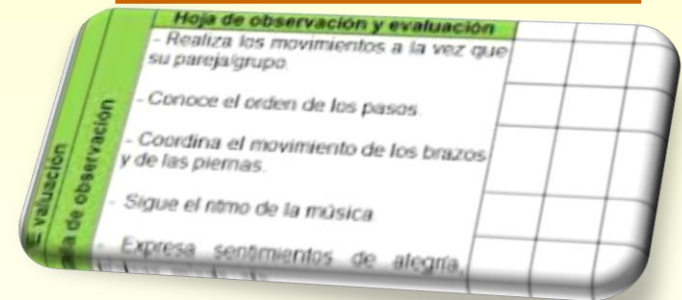 Hoja de observación y evaluación
- Realiza los movimientos a la vez que
su pareja/grupo.
- Conoce el orden de los pasos.
- Coordina el movimiento de los brazos
y de las piernas.
- Sigue el ritmo de la música.
- Expresa sentimientos de alegría,
Evaluación
de observación